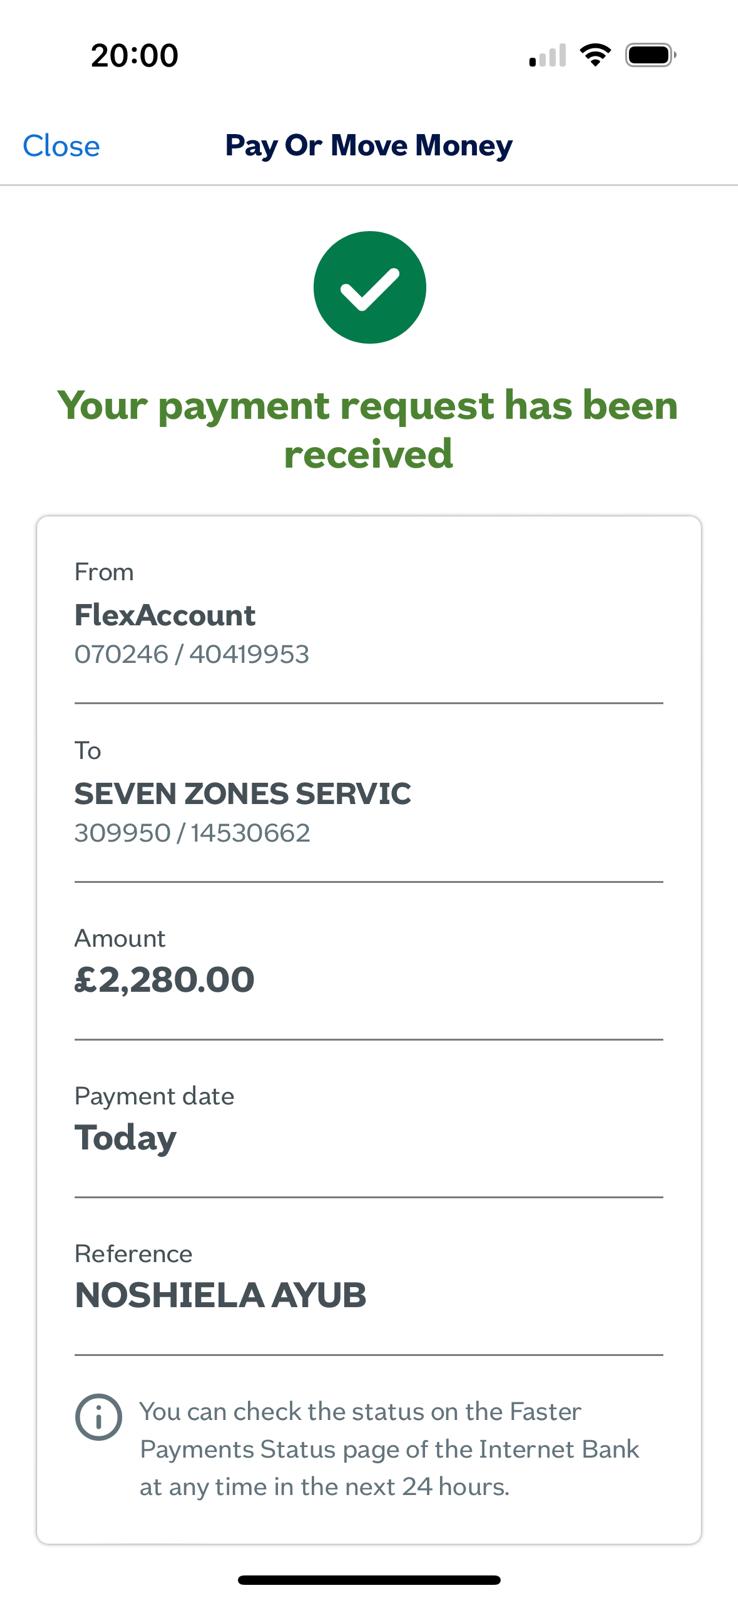 20:00
Close
Pay Or Move Money
Your payment request has been
received
From
FlexAccount
070246 / 40419953
To
SEVEN ZONES SERVIC
309950 / 14530662
Amount
£2,280.00
Payment date
Today
Reference
NOSHIELA AYUB
You can check the status on the Faster
Payments Status page of the Internet Bank
at any time in the next 24 hours.